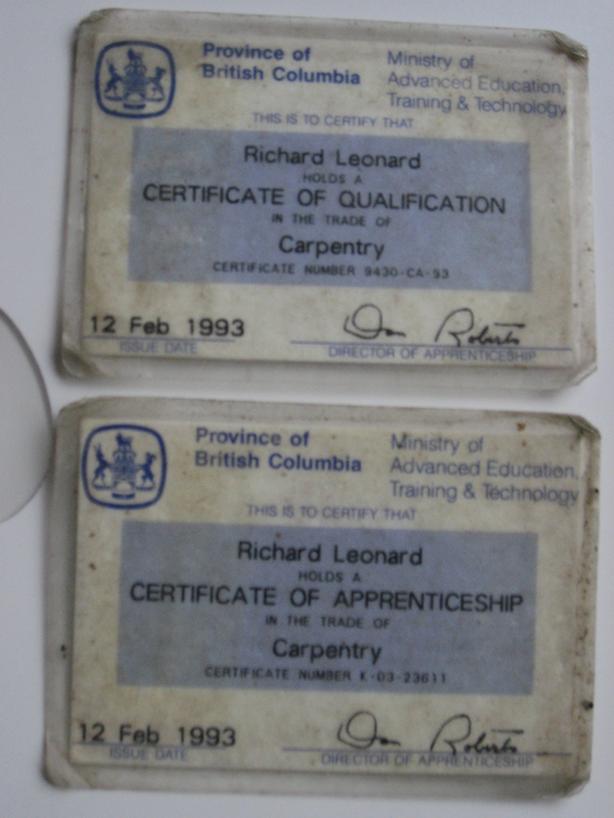 Province of
British Columbia
Ministry of
Advanced Education,
Training & Technology
THIS IS TO CERTIFY THAT
Richard Leonard
HOLDS A
CERTIFICATE OF QUALIFICATION
IN THE TRADE OF
Carpentry
CERTIFICATE NUMBER 9430-CA-93
12 Feb 1993
Dan Roberts
ISSUE DATE
DIRECTOR OF APPRENTICESHIP
Province of
British Columbia
Ministry of
Advanced Education,
Training & Technology
THIS IS TO CERTIFY THAT
Richard Leonard
HOLDS A
CERTIFICATE OF APPRENTICESHIP
IN THE TRADE OF
Carpentry
CERTIFICATE NUMBER K-03-23611
12 Feb 1993
Dan Roberts
ISSUE DATE
DIRECTOR OF APPRENTICESHIP